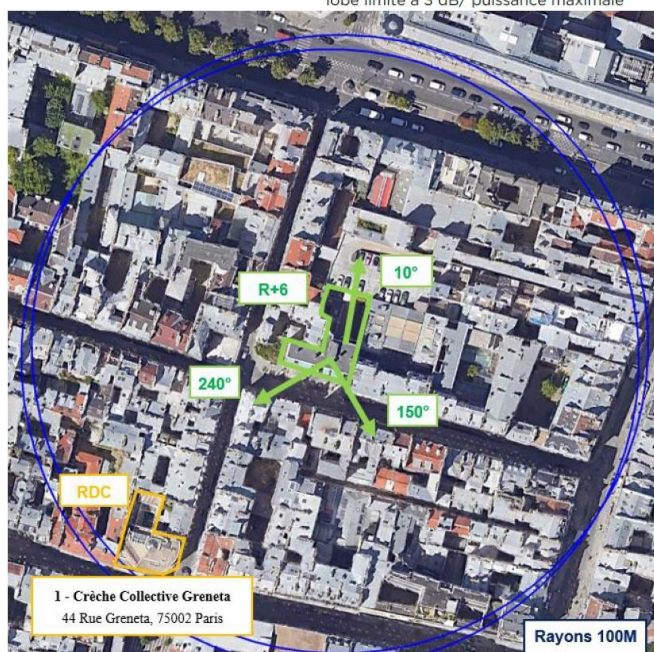 lobe limité à 3 dB/ puissance maximale
10°
R+6
240°
150°
RDC
1 - Crèche Collective Greneta
44 Rue Greneta, 75002 Paris
Rayons 100M